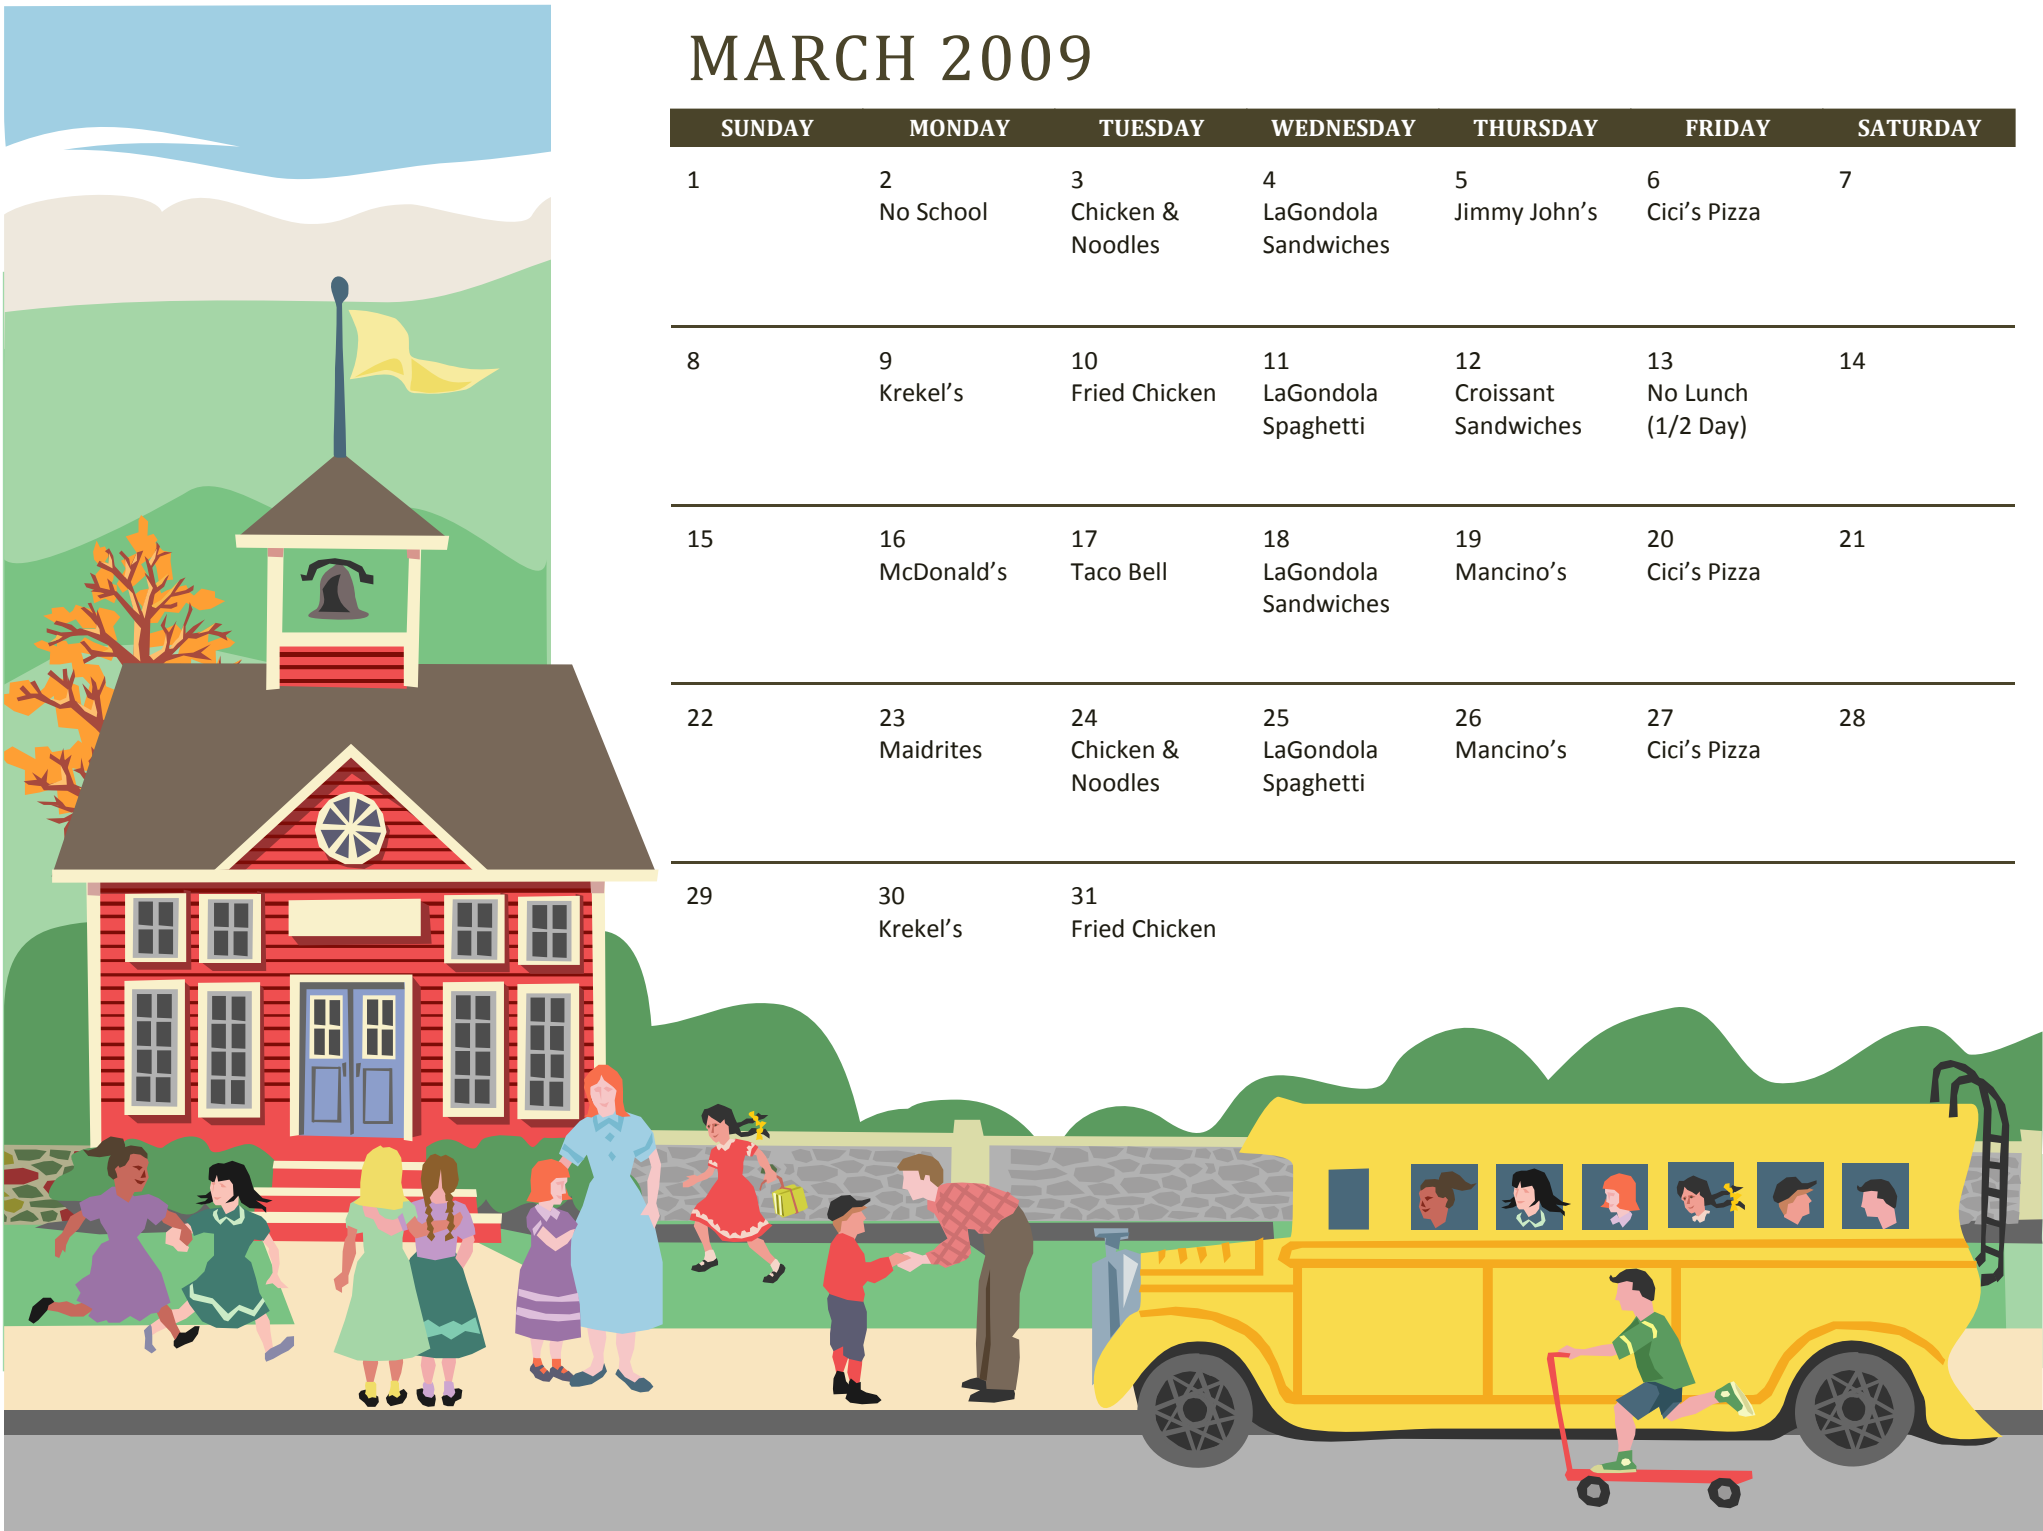 MARCH 2009
SUNDAY MONDAY TUESDAY WEDNESDAY THURSDAY FRIDAY SATURDAY
1
2
No School
3
Chicken &
Noodles
4
LaGondola
Sandwiches
5
Jimmy John’s
6
Cici’s Pizza
7
8
9
Krekel’s
10
Fried Chicken
11
LaGondola
Spaghetti
12
Croissant
Sandwiches
13
No Lunch
(1/2 Day)
14
15
16
McDonald’s
17
Taco Bell
18
LaGondola
Sandwiches
19
Mancino’s
20
Cici’s Pizza
21
22
23
Maidrites
24
Chicken &
Noodles
25
LaGondola
Spaghetti
26
Mancino’s
27
Cici’s Pizza
28
29
30
Krekel’s
31
Fried Chicken